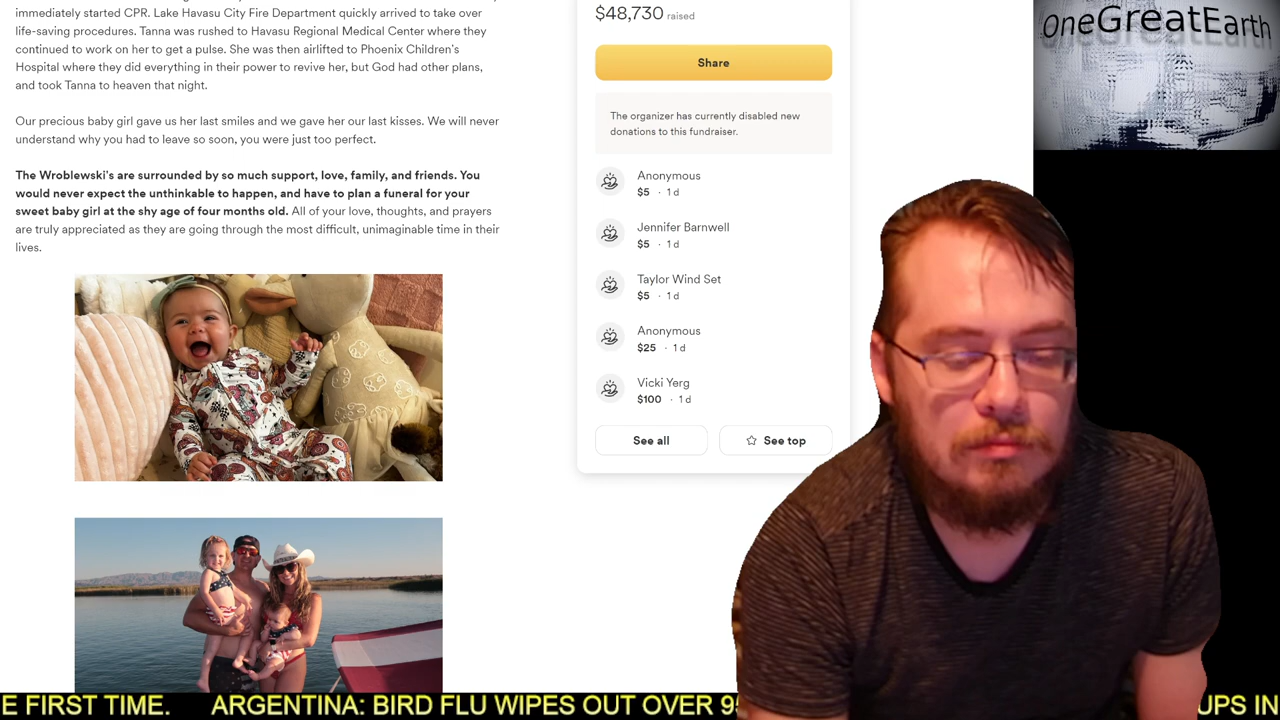 immediately started CPR. Lake Havasu City Fire Department quickly arrived to take over
life-saving procedures. Tanna was rushed to Havasu Regional Medical Center where they
continued to work on her to get a pulse. She was then airlifted to Phoenix Children's
Hospital where they did everything in their power to revive her, but God had other plans,
and took Tanna to heaven that night.
Our precious baby girl gave us her last smiles and we gave her our last kisses. We will never
understand why you had to leave so soon, you were just too perfect.
The Wroblewski's are surrounded by so much support, love, family, and friends. You
would never expect the unthinkable to happen, and have to plan a funeral for your
sweet baby girl at the shy age of four months old. All of your love, thoughts, and prayers
are truly appreciated as they are going through the most difficult, unimaginable time in their
lives.
$48,730 raised
Share
The organizer has currently disabled new
donations to this fundraiser.
Anonymous
$5 · 1 d
Jennifer Barnwell
$5 · 1 d
Taylor Wind Set
$5 · 1 d
Anonymous
$25 · 1 d
Vicki Yerg
$100 · 1 d
See all
See top
OneGreatEarth
E FIRST TIME. ARGENTINA: BIRD FLU WIPES OUT OVER 9 UPS IN